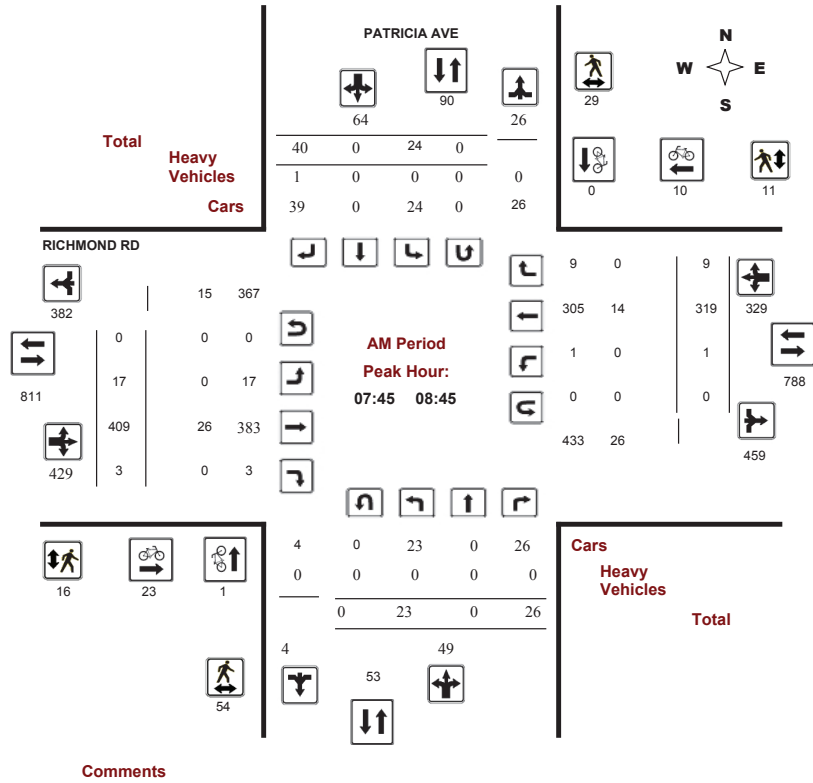 PATRICIA AVE
N
W E
S
90
29
64 26
Total 40 0 24 0
Heavy
Vehicles 1 0 0 0 0
Cars 39 0 24 0 26
0 10 11
RICHMOND RD
382
15 367
811
0 0 0
17 0 17
409 26 383
429
3 0 3
AM Period
Peak Hour:
07:45 08:45
9 0 9
305 14 319 329
1 0 1
788
0 0 0
433 26 459
4 0 23 0 26 Cars
0 0 0 0 0 Heavy
Vehicles
0 23 0 26 Total
16 23 1
4 49
53
54
Comments